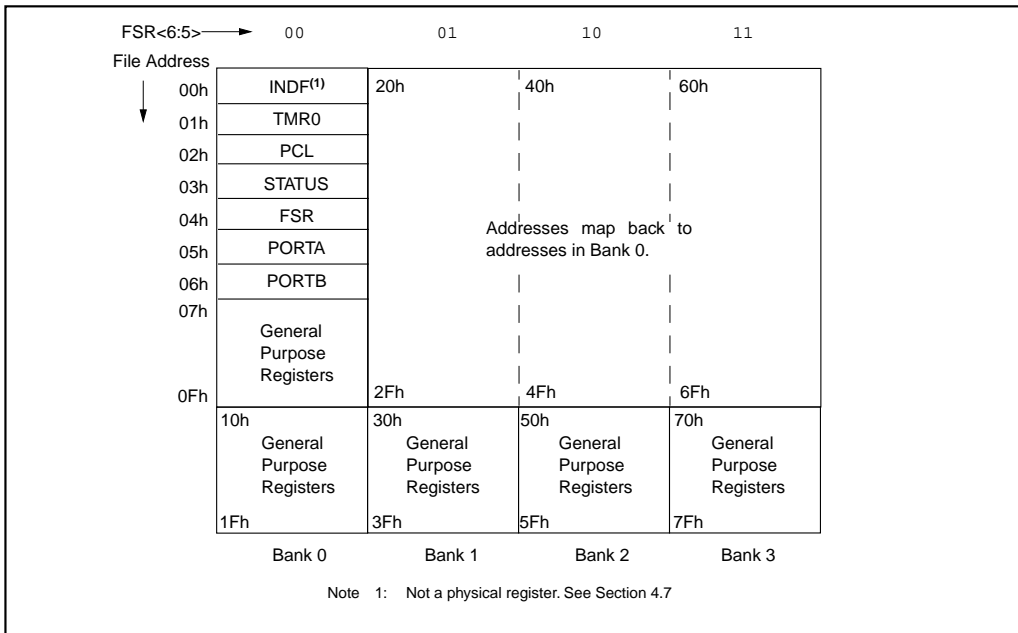 FSR<6:5> 00 01 10 11
File Address
00h INDF(1) 20h 40h 60h
01h TMR0
02h PCL
03h STATUS
04h FSR
05h PORTA
06h PORTB
07h
General
Purpose
Registers
0Fh 2Fh 4Fh 6Fh
Addresses map back to
addresses in Bank 0.
10h 30h 50h 70h
General General General General
Purpose Purpose Purpose Purpose
Registers Registers Registers Registers
1Fh 3Fh 5Fh 7Fh
Bank 0 Bank 1 Bank 2 Bank 3
Note 1: Not a physical register. See Section 4.7